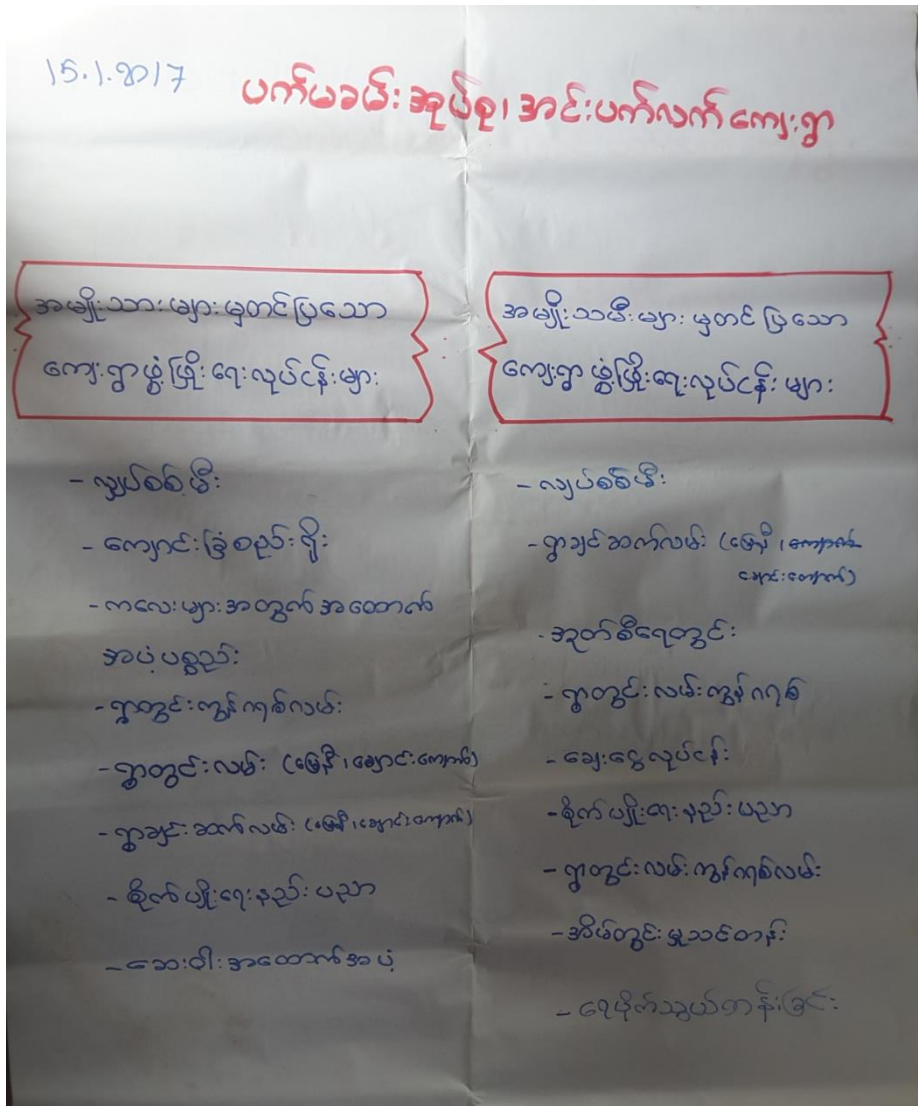 15.1.2017
ပက်မခမ်းအုပ်စု၊ အင်းပက်လက်ကျေးရွာ
အမျိုးသားများမှတင်ပြသော
ကျေးရွာဖွံ့ဖြိုးရေးလုပ်ငန်းများ
- လျှပ်စစ်မီး
- ကျောင်းခြံစည်းရိုး
- ကလေးများအတွက်အထောက်
အပံ့ပစ္စည်း
- ရွာတွင်းကွန်ကရစ်လမ်း
- ရွာတွင်းလမ်း (မြေနီ၊ချောင်းကျောက်)
- ရွာချင်းဆက်လမ်း (မြေနီ၊ချောင်းကျောက်)
- စိုက်ပျိုးရေးနည်းပညာ
- ဆေးဝါးအထောက်အပံ့
အမျိုးသမီးများမှတင်ပြသော
ကျေးရွာဖွံ့ဖြိုးရေးလုပ်ငန်းများ
- လျှပ်စစ်မီး
- ရွာချင်ဆက်လမ်း (မြေနီ၊
ချောင်းကျောက်)
- အုတ်စီရေတွင်း
- ရွာတွင်းလမ်းကွန်ကရစ်
- ချေးငွေလုပ်ငန်း
- စိုက်ပျိုးရေးနည်းပညာ
- ရွာတွင်းလမ်းကွန်ကရစ်လမ်း
- အိမ်တွင်းမှုသင်တန်း
- ရေပိုက်သွယ်တန်းခြင်း